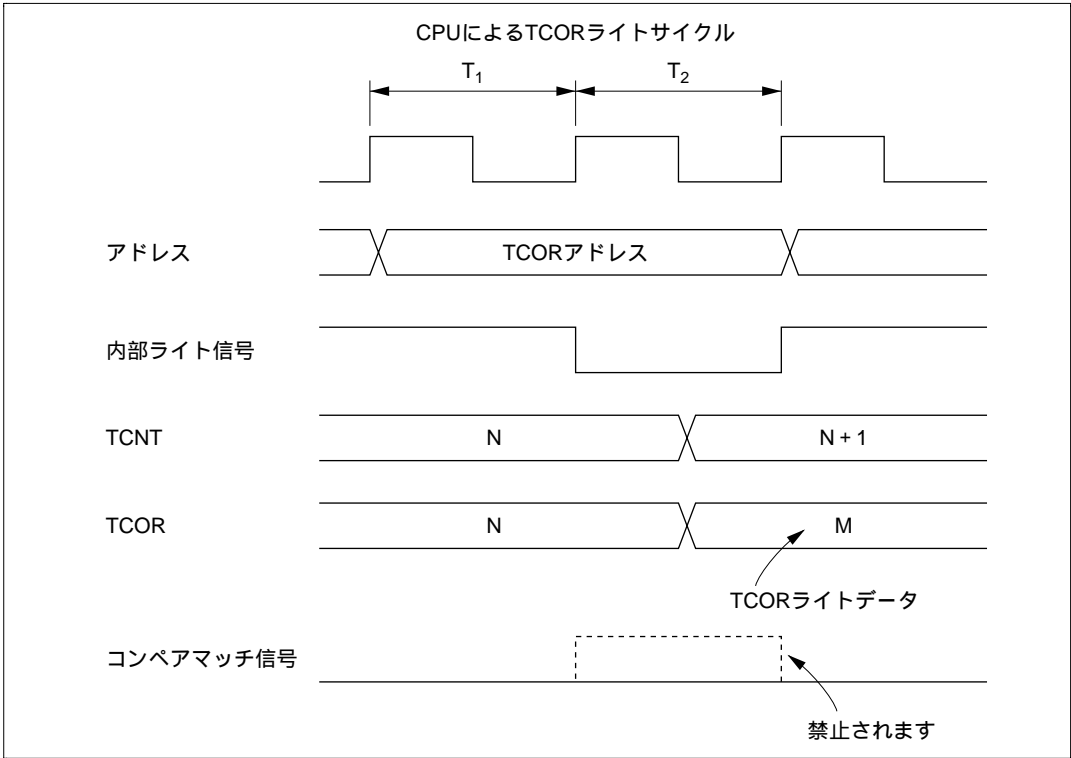 CPUによるTCORライトサイクル
T1 T2
アドレス TCORアドレス
内部ライト信号
TCNT N N + 1
TCOR N M
TCORライトデータ
コンペアマッチ信号
禁止されます